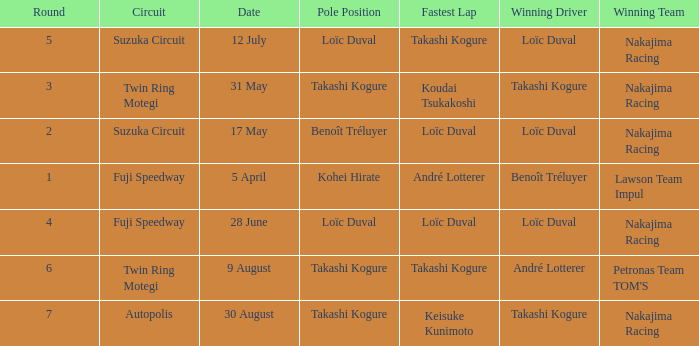 Round Circuit Date Pole Position Fastest Lap Winning Driver Winning Team
5 Suzuka Circuit 12 July Loïc Duval Takashi Kogure Loïc Duval Nakajima Racing
3 Twin Ring Motegi 31 May Takashi Kogure Koudai Tsukakoshi Takashi Kogure Nakajima Racing
2 Suzuka Circuit 17 May Benoît Tréluyer Loïc Duval Loïc Duval Nakajima Racing
1 Fuji Speedway 5 April Kohei Hirate André Lotterer Benoît Tréluyer Lawson Team Impul
4 Fuji Speedway 28 June Loïc Duval Loïc Duval Loïc Duval Nakajima Racing
6 Twin Ring Motegi 9 August Takashi Kogure Takashi Kogure André Lotterer Petronas Team TOM'S
7 Autopolis 30 August Takashi Kogure Keisuke Kunimoto Takashi Kogure Nakajima Racing